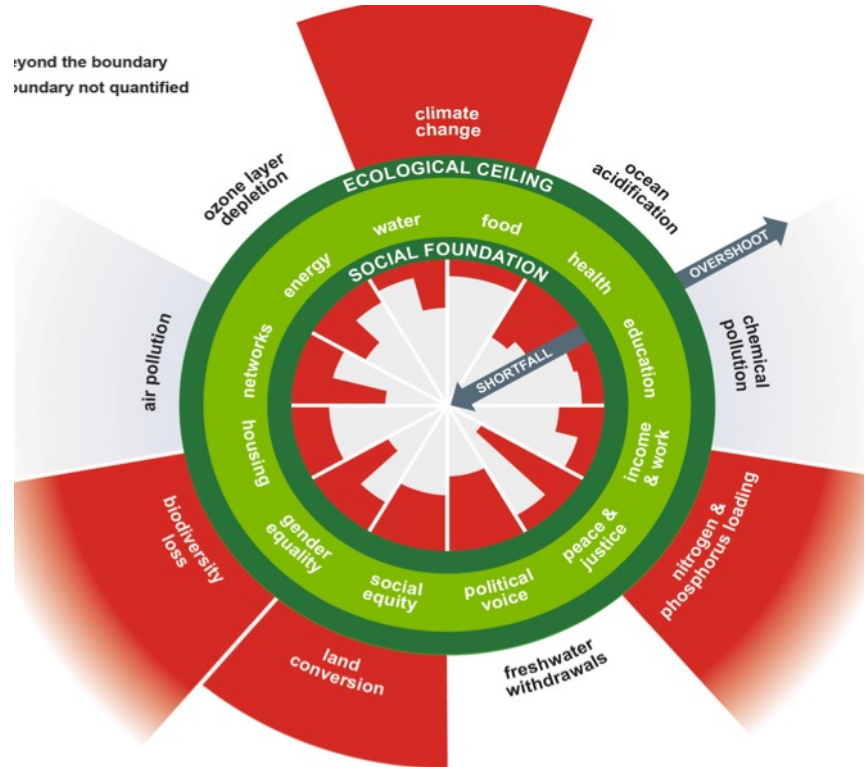 eyond the boundary
oundary not quantified
climate
change
ozone layer
depletion
ocean
acidification
ECOLOGICAL CEILING
OVERSHOOT
water
food
energy
health
SOCIAL FOUNDATION
air pollution
networks
education
chemical
pollution
SHORTFALL
housing
income
& work
biodiversity
loss
gender
equality
social
equity
political
voice
peace &
justice
nitrogen &
phosphorus loading
land
conversion
freshwater
withdrawals